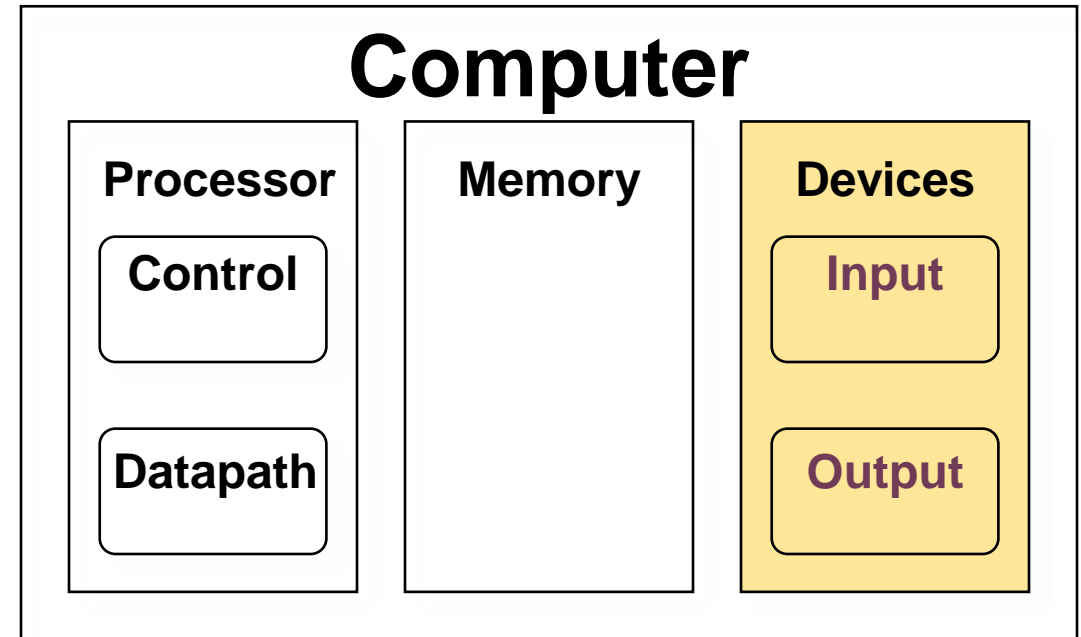 Computer
Processor
Control
Datapath
Memory
Devices
Input
Output